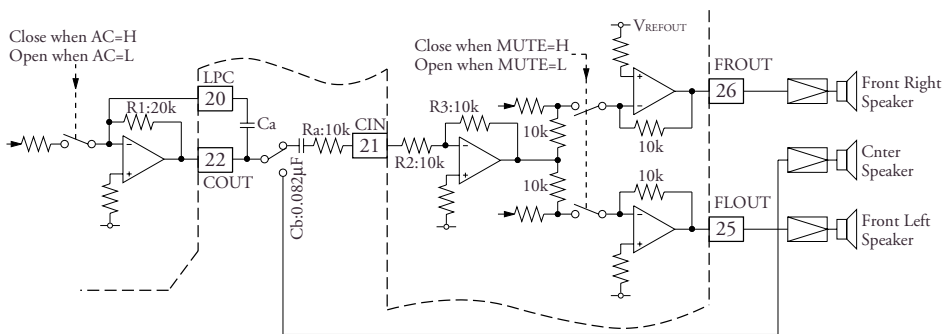 Close when AC=H
Open when AC=L
LPC
20
R1:20k
Ca
22
COUT
Cb:0.082µF
Ra:10k
CIN
21
R2:10k
R3:10k
Close when MUTE=H
Open when MUTE=L
10k
10k
VREFOUT
10k
10k
FROUT
26
FLOUT
25
Front Right
Speaker
Cnter
Speaker
Front Left
Speaker